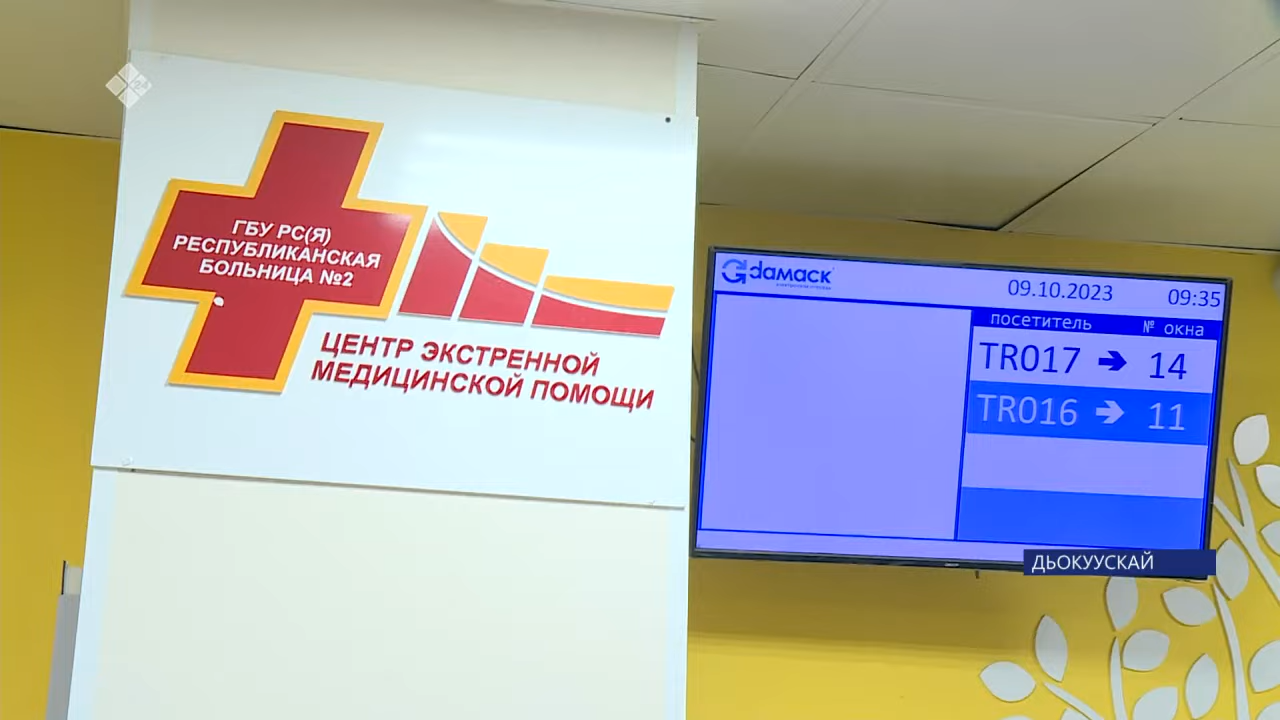 ГБУ РС(Я)
РЕСПУБЛИКАНСКАЯ
БОЛЬНИЦА №2
ЦЕНТР ЭКСТРЕННОЙ
МЕДИЦИНСКОЙ ПОМОЩИ
дамаск
09.10.2023 09:35
посетитель № окна
TR017 → 14
TR016 → 11
ДЬОКУУСКАЙ